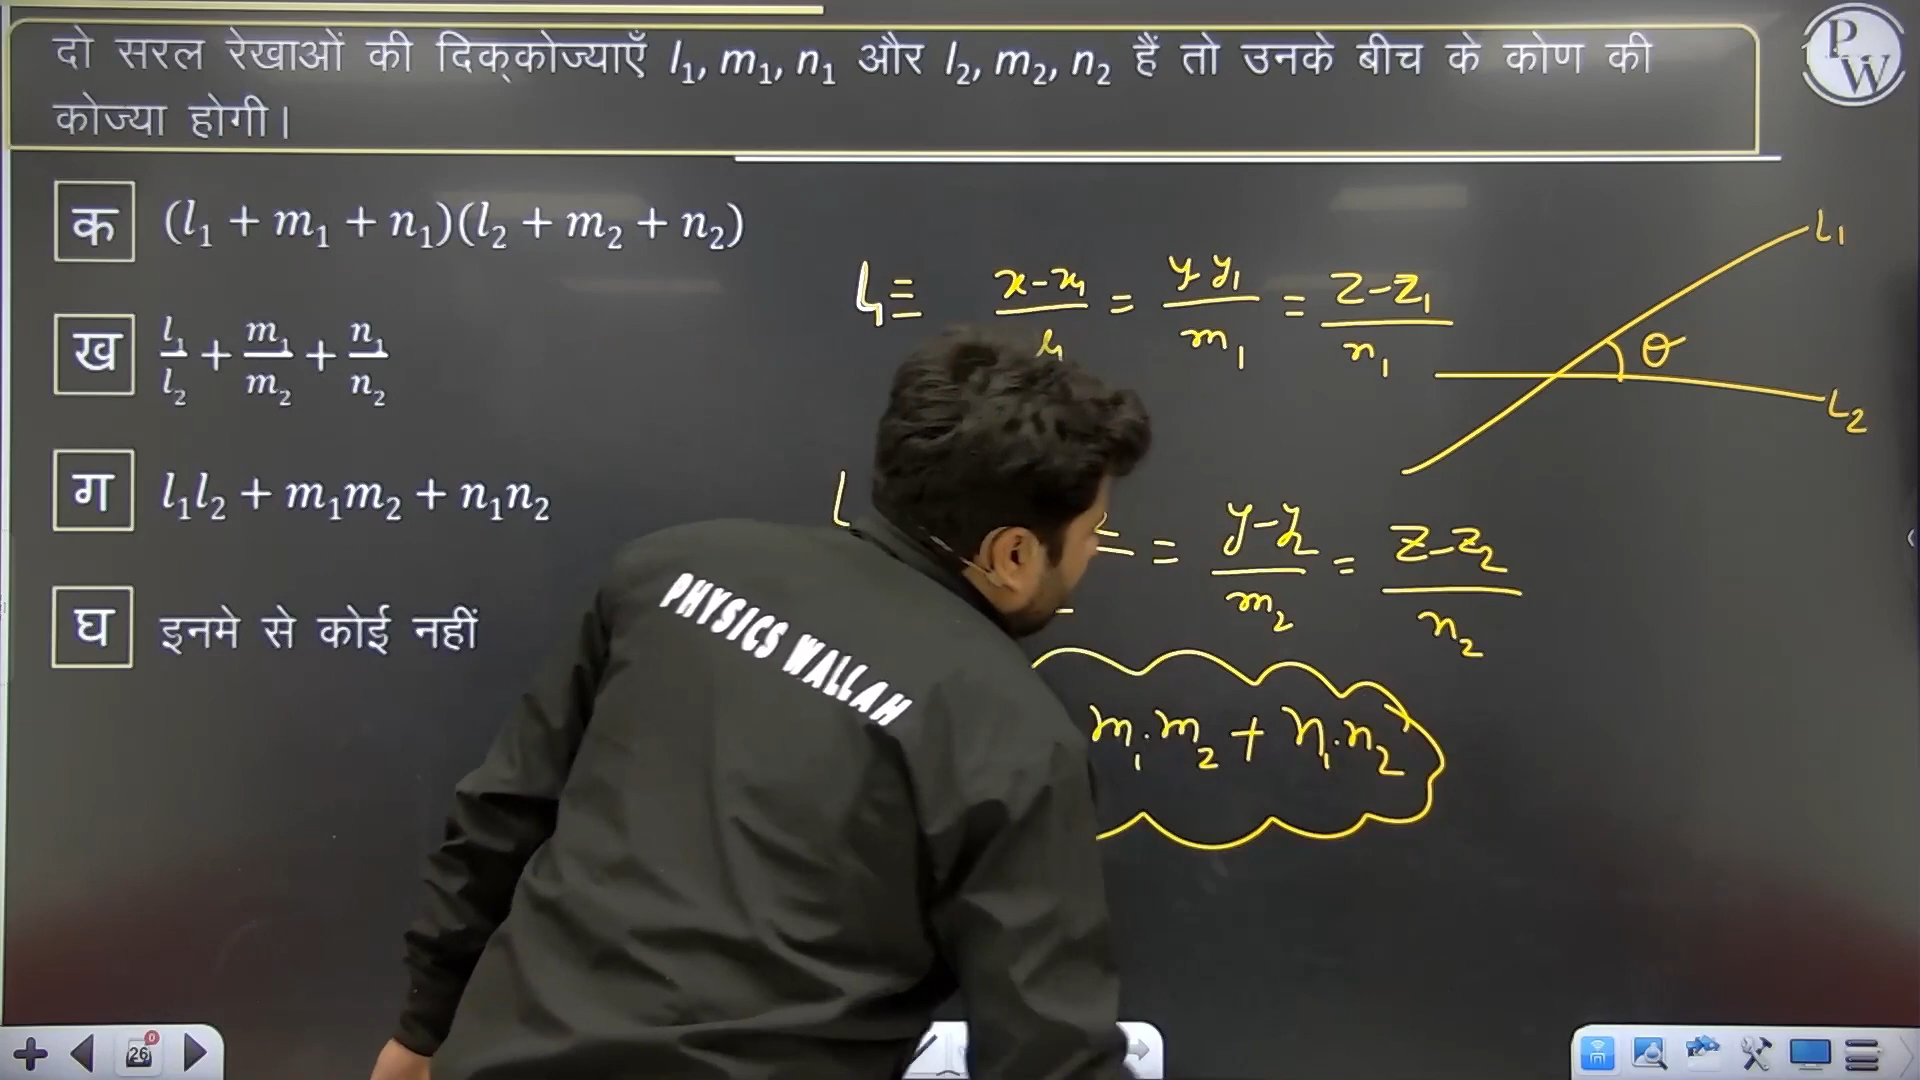 दो सरल रेखाओं की दिक्कोज्याएँ l₁, m₁, n₁ और l₂, m₂, n₂ हैं तो उनके बीच के कोण की
कोज्या होगी।
PW
क (l₁ + m₁ + n₁)(l₂ + m₂ + n₂)
ख l₁/l₂ + m₁/m₂ + n₁/n₂
ग l₁l₂ + m₁m₂ + n₁n₂
घ इनमे से कोई नहीं
L₁ ≡ x-x₁/l₁ = y y₁/m₁ = z-z₁/n₁
L₁
θ
L₂
= y-y₂/m₂ = z-z₂/n₂
m₁.m₂ + n₁.n₂
PHYSICS WALLAH
26
0